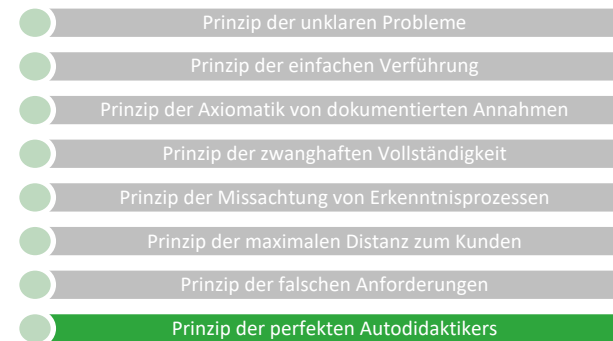 Prinzip der unklaren Probleme
Prinzip der einfachen Verführung
Prinzip der Axiomatik von dokumentierten Annahmen
Prinzip der zwanghaften Vollständigkeit
Prinzip der Missachtung von Erkenntnisprozessen
Prinzip der maximalen Distanz zum Kunden
Prinzip der falschen Anforderungen
Prinzip der perfekten Autodidaktikers